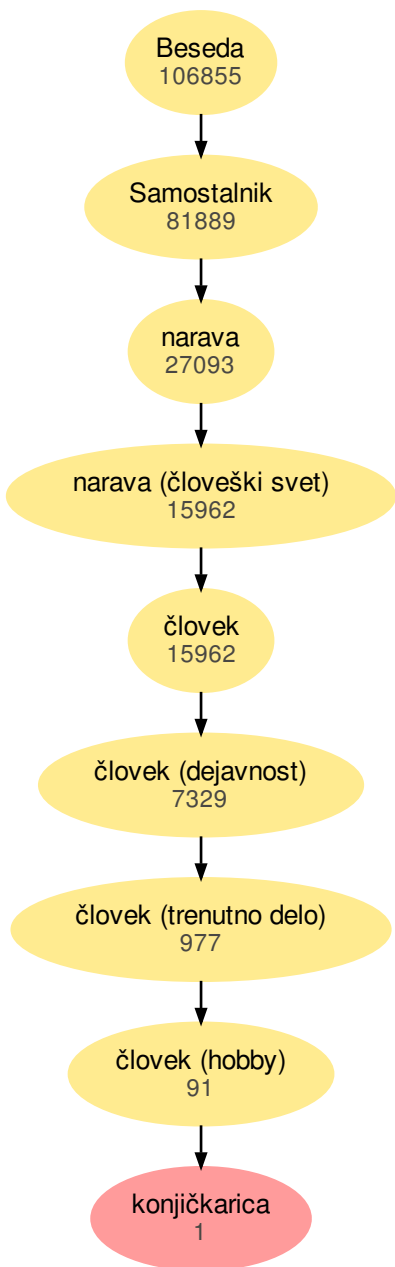 Beseda
106855
Samostalnik
81889
narava
27093
narava (človeški svet)
15962
človek
15962
človek (dejavnost)
7329
človek (trenutno delo)
977
človek (hobby)
91
konjičkarica
1